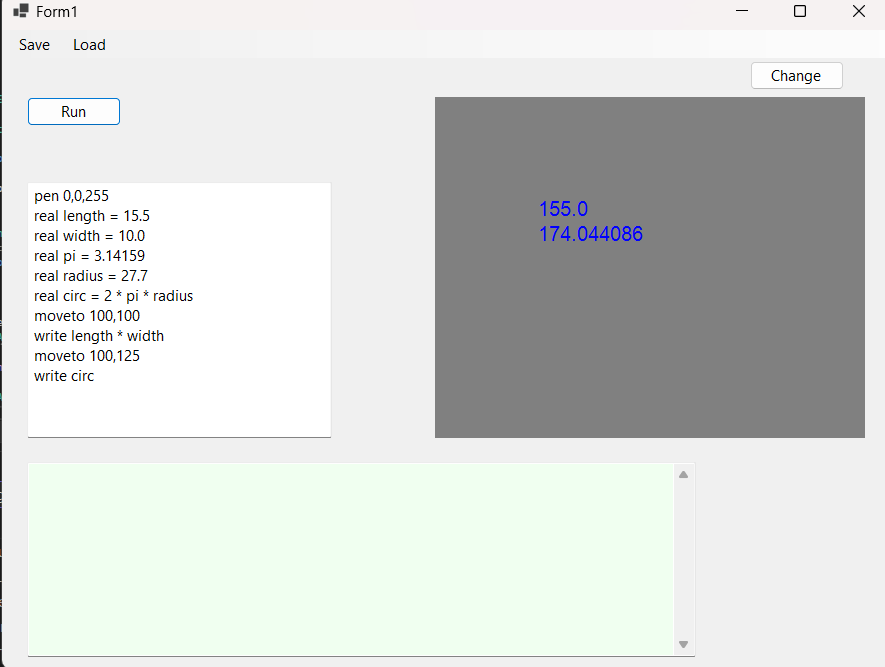 Form1
Save Load
Change
Run
pen 0,0,255
real length = 15.5
real width = 10.0
real pi = 3.14159
real radius = 27.7
real circ = 2 * pi * radius
moveto 100,100
write length * width
moveto 100,125
write circ
155.0
174.044086